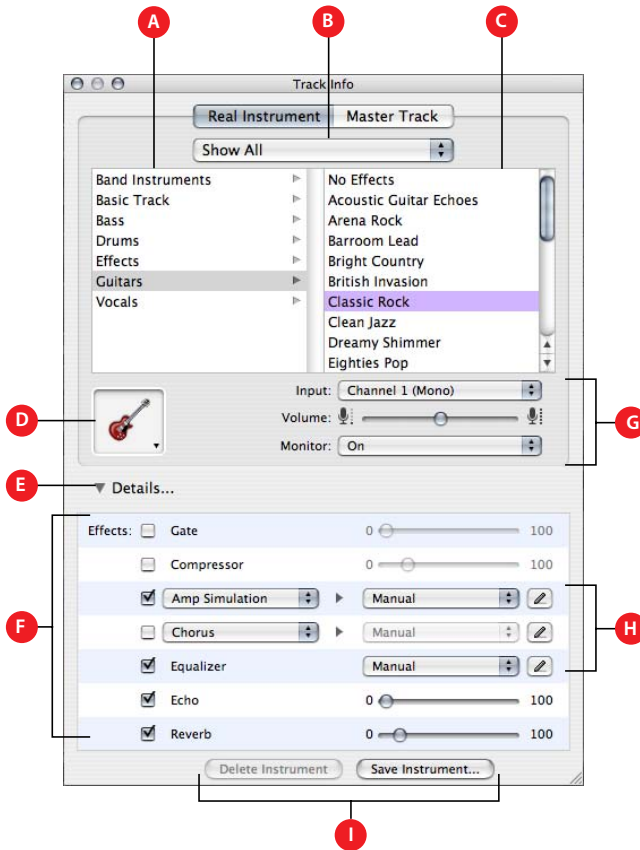 A B C
Track Info
Real Instrument Master Track
Show All
Band Instruments
Basic Track
Bass
Drums
Effects
Guitars
Vocals
No Effects
Acoustic Guitar Echoes
Arena Rock
Barroom Lead
Bright Country
British Invasion
Classic Rock
Clean Jazz
Dreamy Shimmer
Eighties Pop
D
Input: Channel 1 (Mono)
Volume:
Monitor: On
G
E
Details...
F
Effects: Gate 0 100
Compressor 0 100
Amp Simulation Manual
Chorus Manual
Equalizer Manual
H
Echo 0 100
Reverb 0 100
Delete Instrument Save Instrument...
I